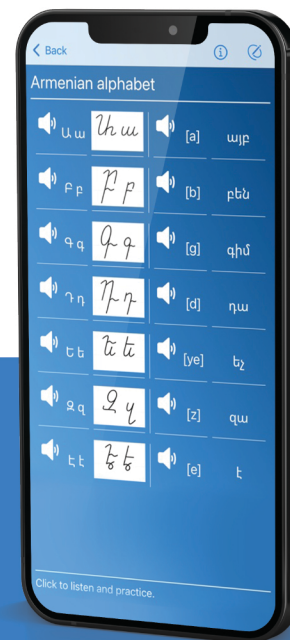 Back
Armenian alphabet
Ա ա Ա ա [a] այբ
Բ բ Բ բ [b] բեն
Գ գ Գ գ [g] գիմ
Դ դ Դ դ [d] դա
Ե ե Ե ե [ye] եչ
Զ զ Զ զ [z] զա
Է է Է է [e] է
Click to listen and practice.